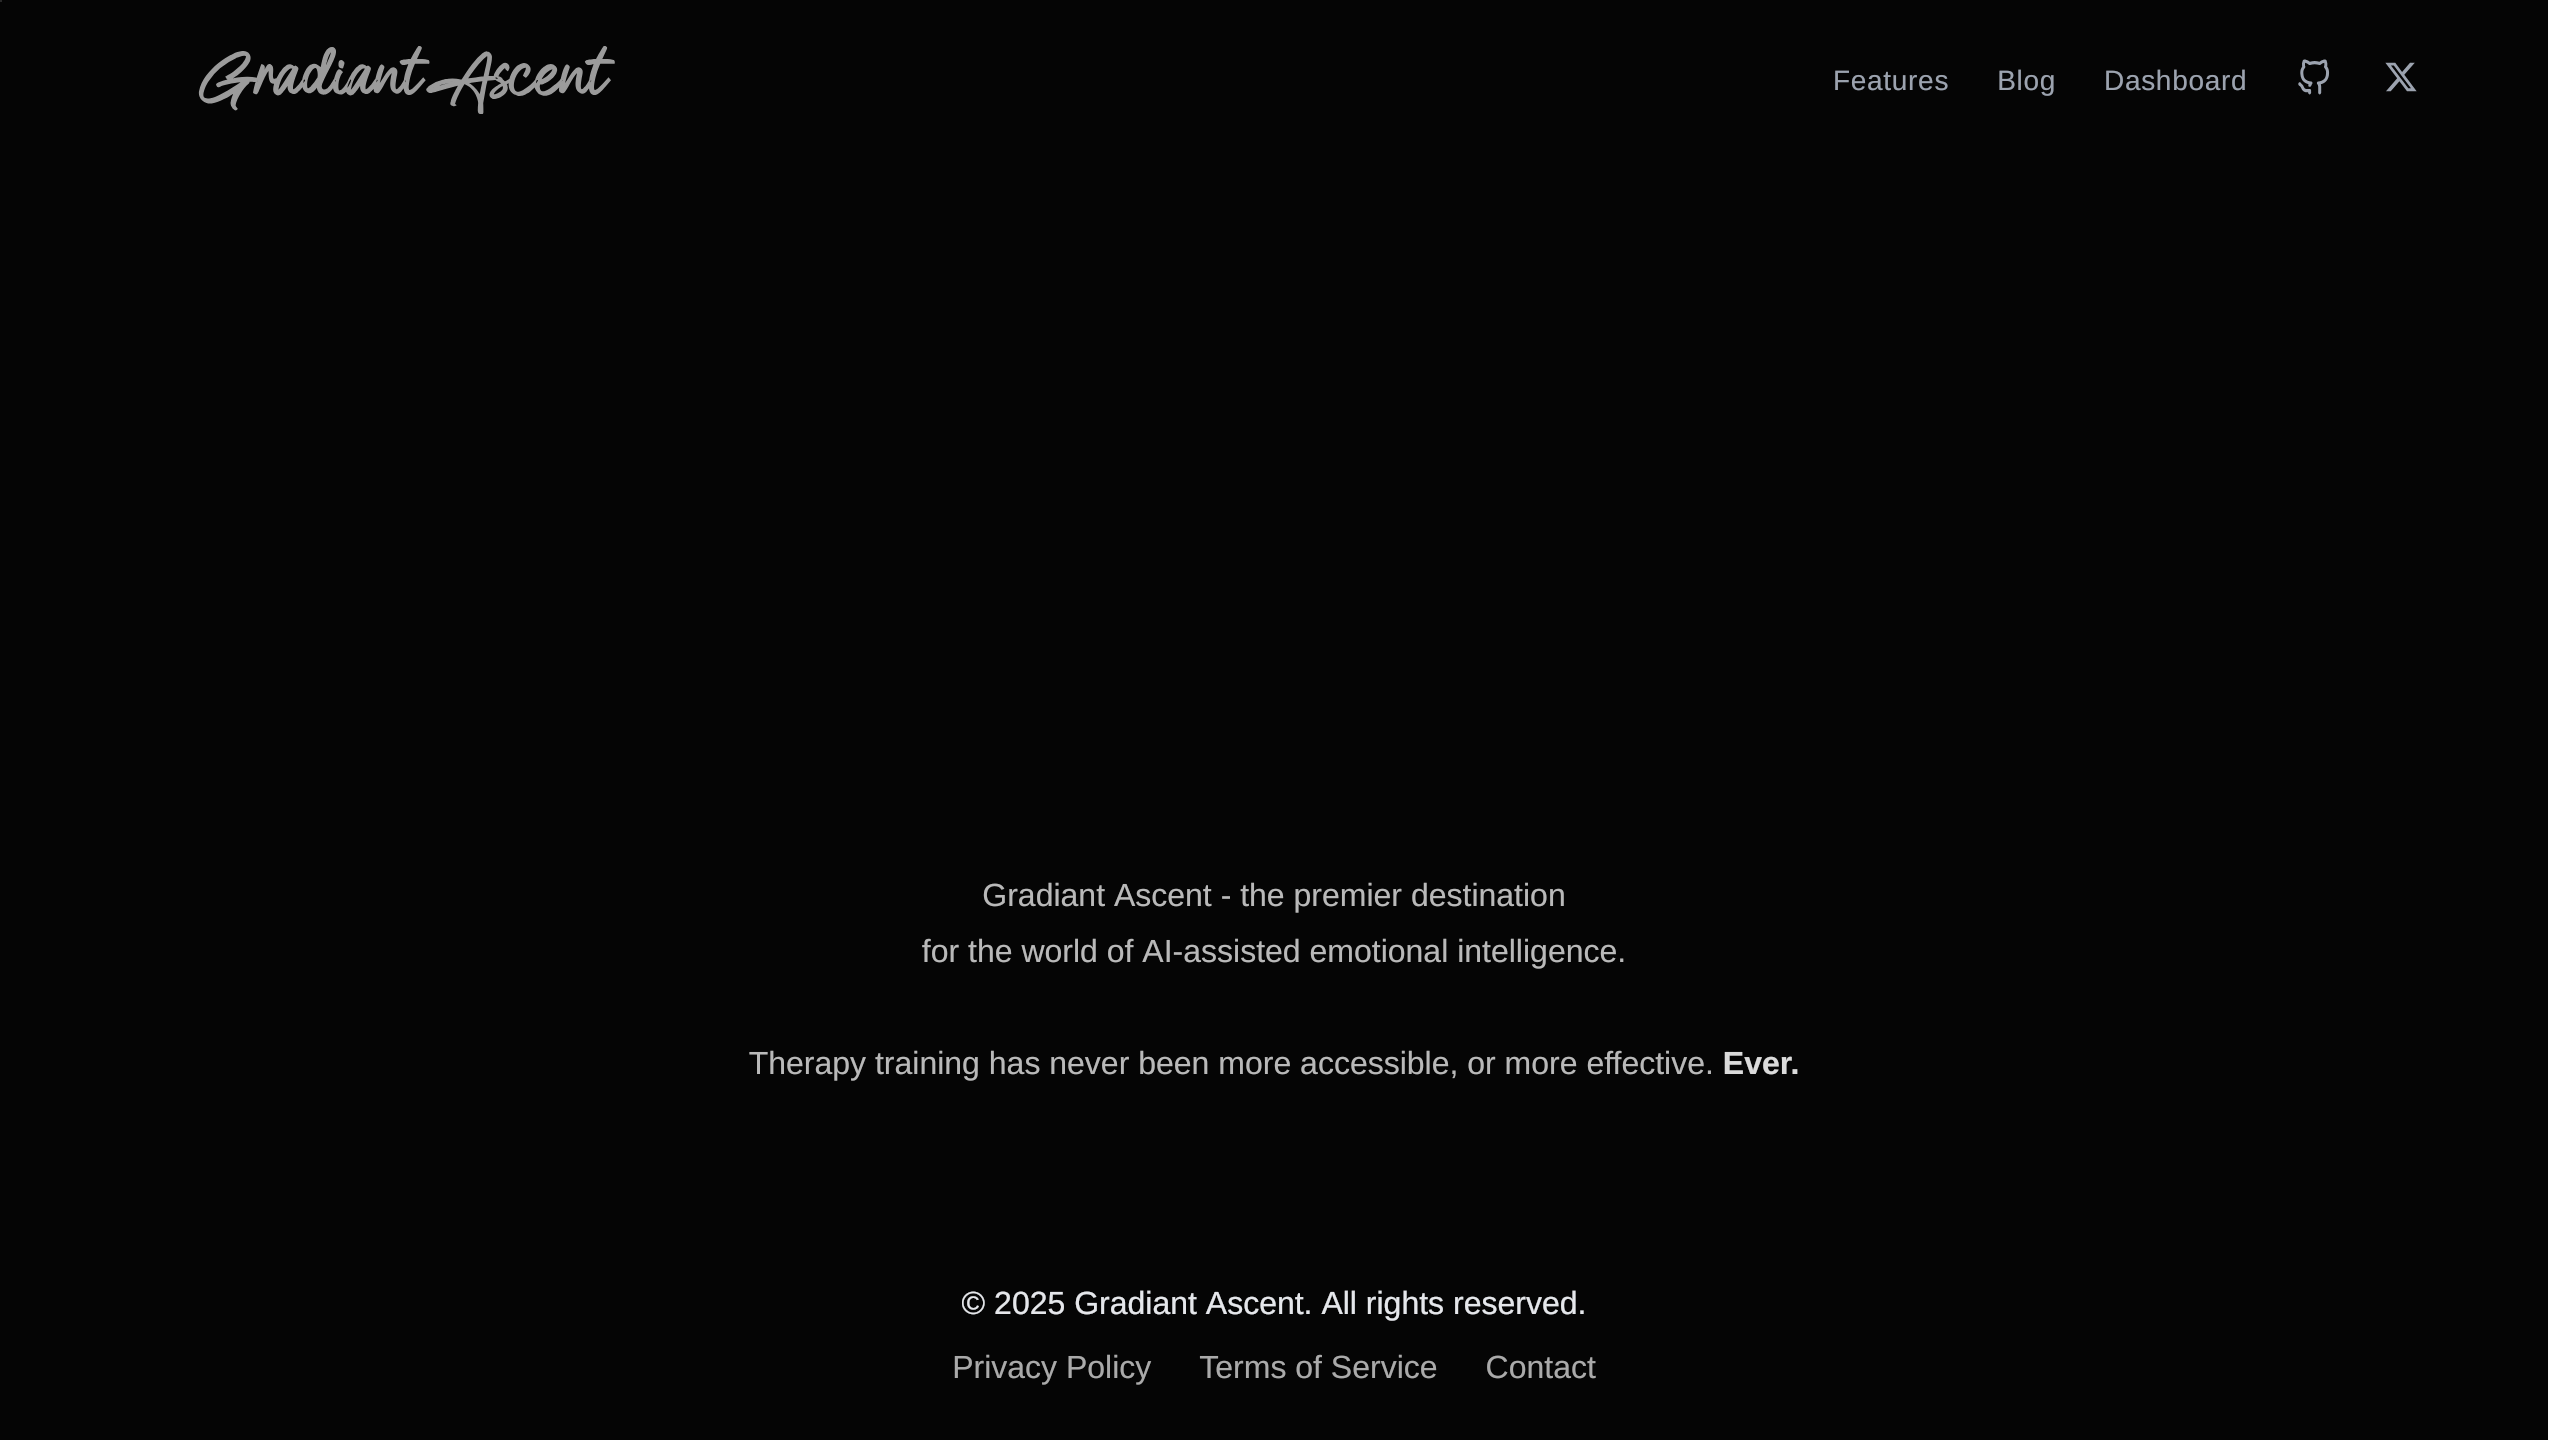 Gradiant Ascent
Features
Blog
Dashboard
Gradiant Ascent - the premier destination
for the world of AI-assisted emotional intelligence.
Therapy training has never been more accessible, or more effective. Ever.
© 2025 Gradiant Ascent. All rights reserved.
Privacy Policy
Terms of Service
Contact